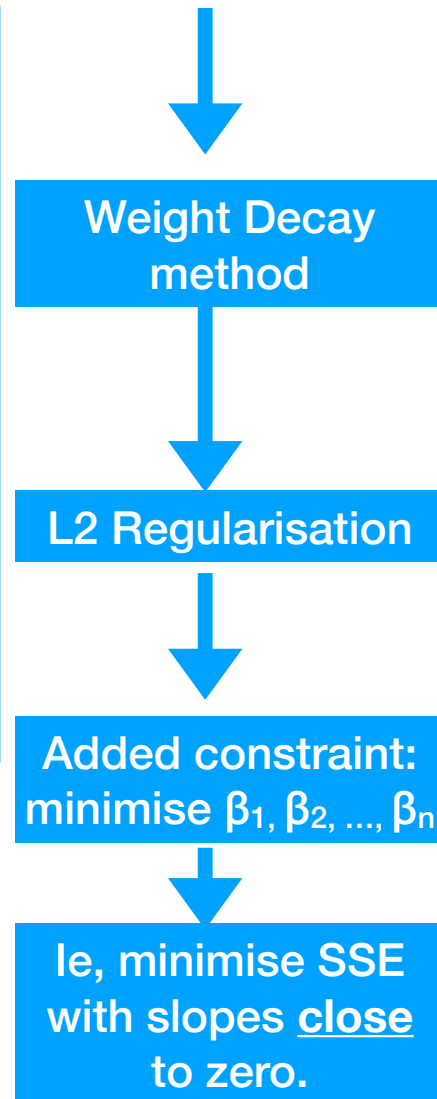 Weight Decay
method
L2 Regularisation
Added constraint:
minimise β₁, β₂, ..., βₙ
Ie, minimise SSE
with slopes close
to zero.